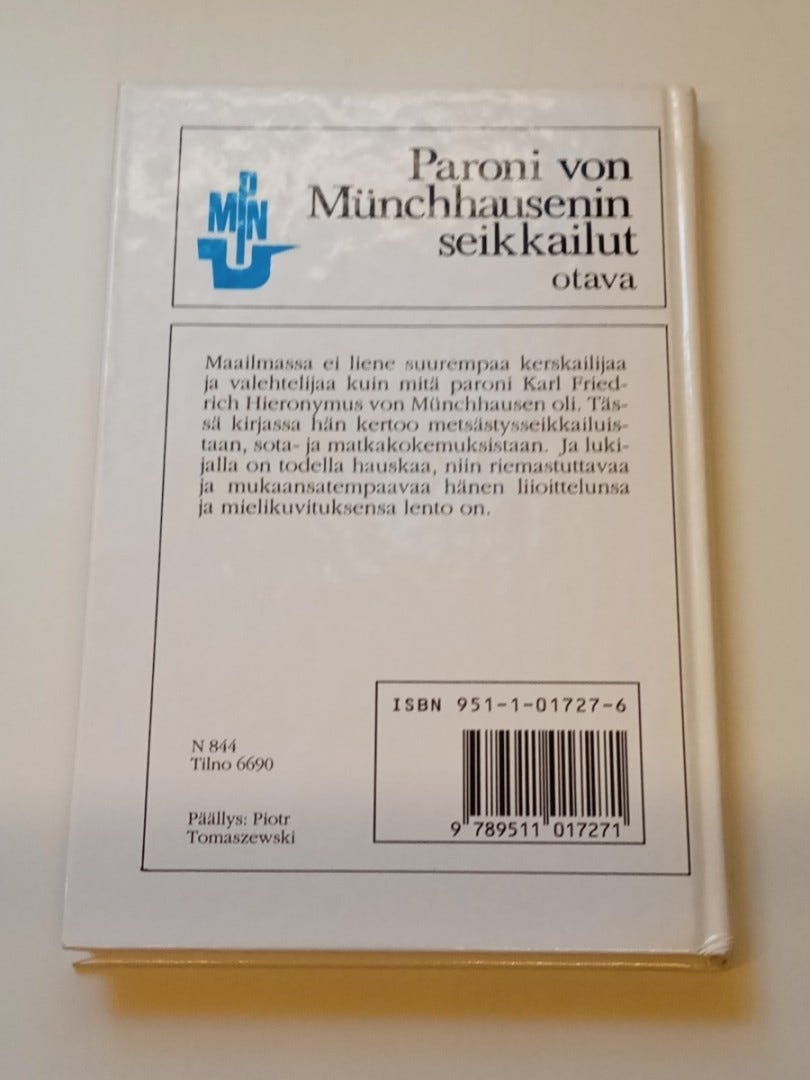 Paroni von
Münchhausenin
seikkailut
otava
Maailmassa ei liene suurempaa kerskailijaa
ja valehtelijaa kuin mitä paroni Karl Fried-
rich Hieronymus von Münchhausen oli. Täs-
sä kirjassa hän kertoo metsästysseikkailuis-
taan, sota- ja matkakokemuksistaan. Ja luki-
jalla on todella hauskaa, niin riemastuttavaa
ja mukaansatempaavaa hänen liioittelunsa
ja mielikuvituksensa lento on.
ISBN 951-1-01727-6
N 844
Tilno 6690
Päällys: Piotr
Tomaszewski
9 789511 017271